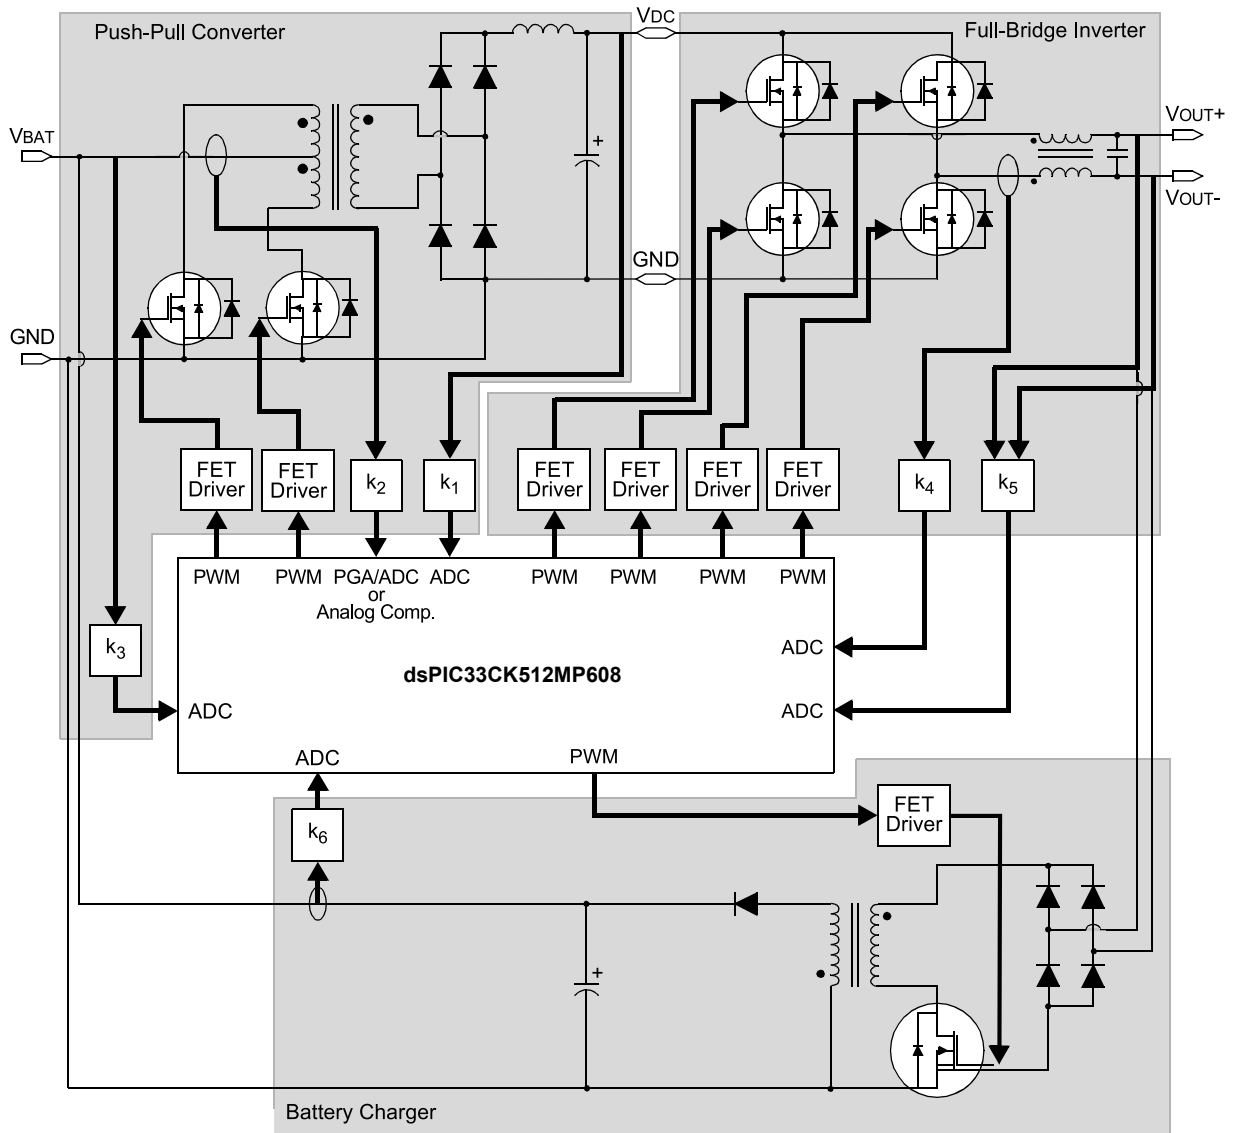 Push-Pull Converter
VDC
Full-Bridge Inverter
VBAT
VOUT+
VOUT-
+
GND
GND
FET
Driver
FET
Driver
k2
k1
FET
Driver
FET
Driver
FET
Driver
FET
Driver
k4
k5
PWM
PWM
PGA/ADC
or
Analog Comp.
ADC
PWM
PWM
PWM
PWM
k3
ADC
dsPIC33CK512MP608
ADC
ADC
ADC
PWM
k6
FET
Driver
+
Battery Charger